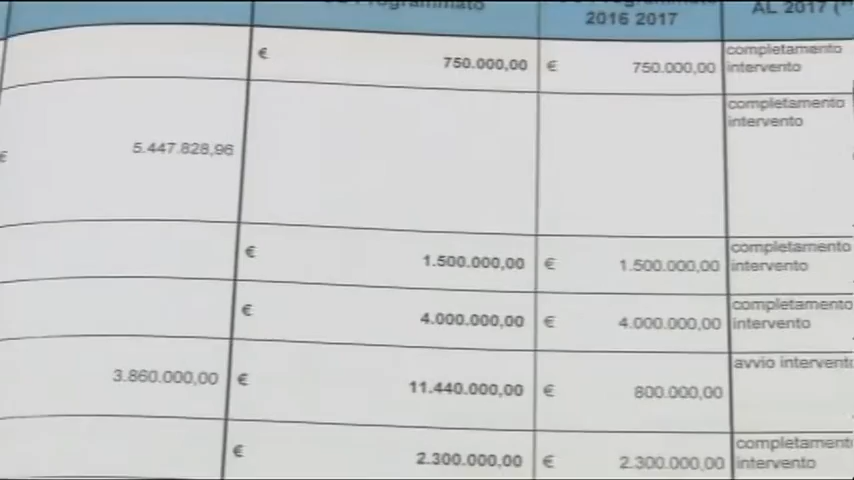 2016 2017
AL 2017
€ 750.000,00 € 750.000,00 completamento
intervento
completamento
intervento
€ 5.447.828,96
€ 1.500.000,00 € 1.500.000,00 completamento
intervento
€ 4.000.000,00 € 4.000.000,00 completamento
intervento
3.860.000,00 € 11.440.000,00 € 800.000,00 avvio intervento
€ 2.300.000,00 € 2.300.000,00 completamento
intervento